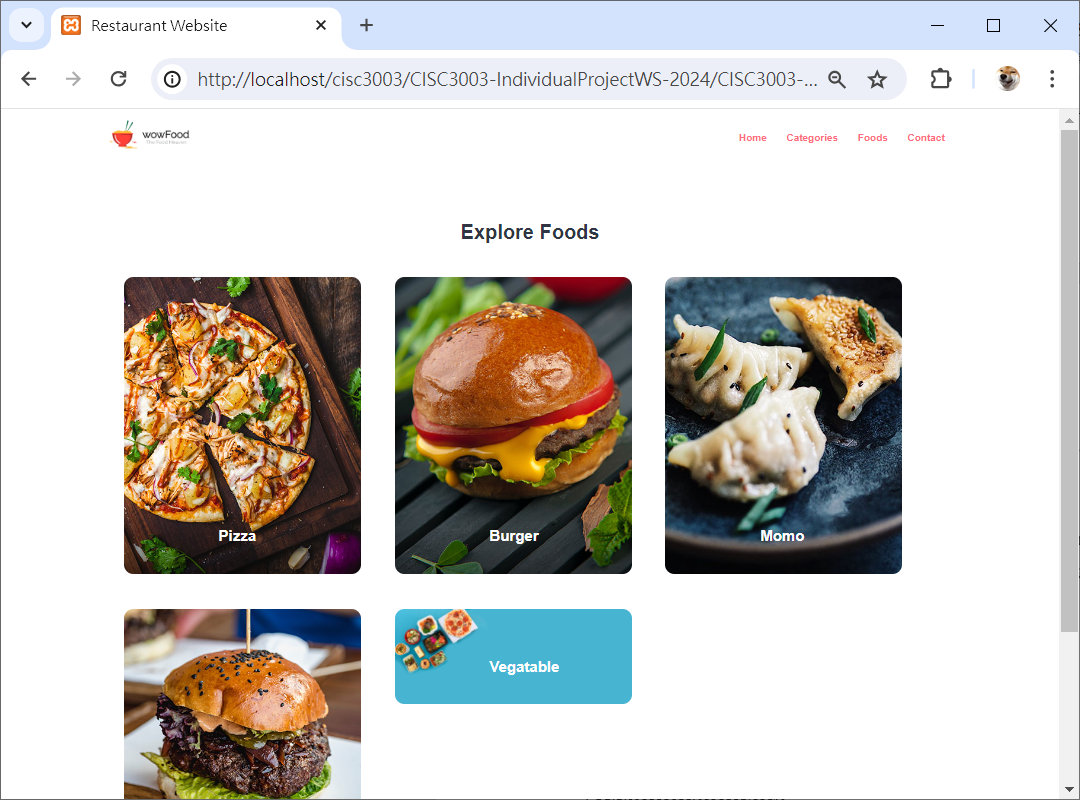 Restaurant Website
http://localhost/cisc3003/CISC3003-IndividualProjectWS-2024/CISC3003-...
wowFood
The Food Heaven
Home Categories Foods Contact
Explore Foods
Pizza Burger Momo
Vegatable